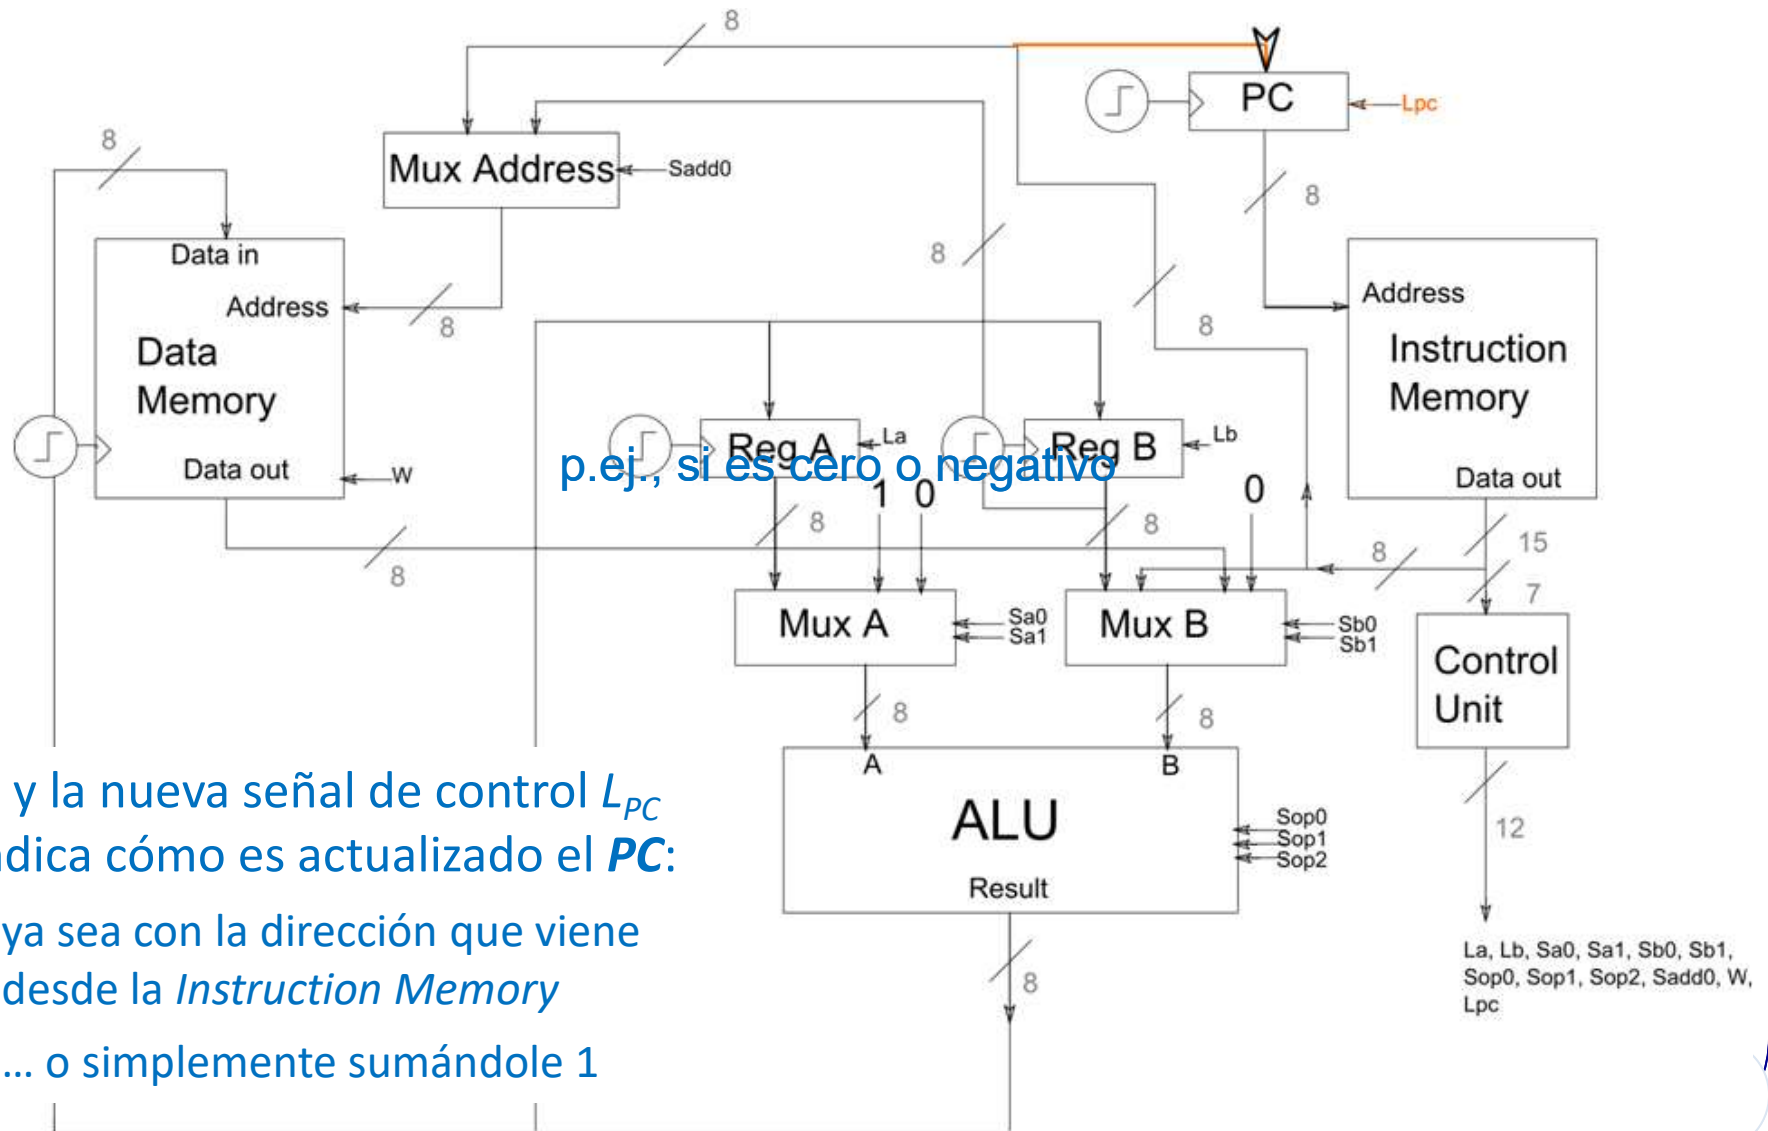 8
PC
Lpc
8
Mux Address
Sadd0
8
Data in
8
Address
8
Address
8
8
Data
Memory
Instruction
Memory
Reg A
La
Reg B
Lb
p.ej., si es cero o negativo
Data out
W
1 0
0
Data out
8
8
15
8
8
7
Mux A
Sa0
Sa1
Mux B
Sb0
Sb1
Control
Unit
8
8
A
B
y la nueva señal de control LPC
ndica cómo es actualizado el PC:
ALU
Sop0
Sop1
Sop2
12
Result
ya sea con la dirección que viene
desde la Instruction Memory
8
La, Lb, Sa0, Sa1, Sb0, Sb1,
Sop0, Sop1, Sop2, Sadd0, W,
Lpc
... o simplemente sumándole 1